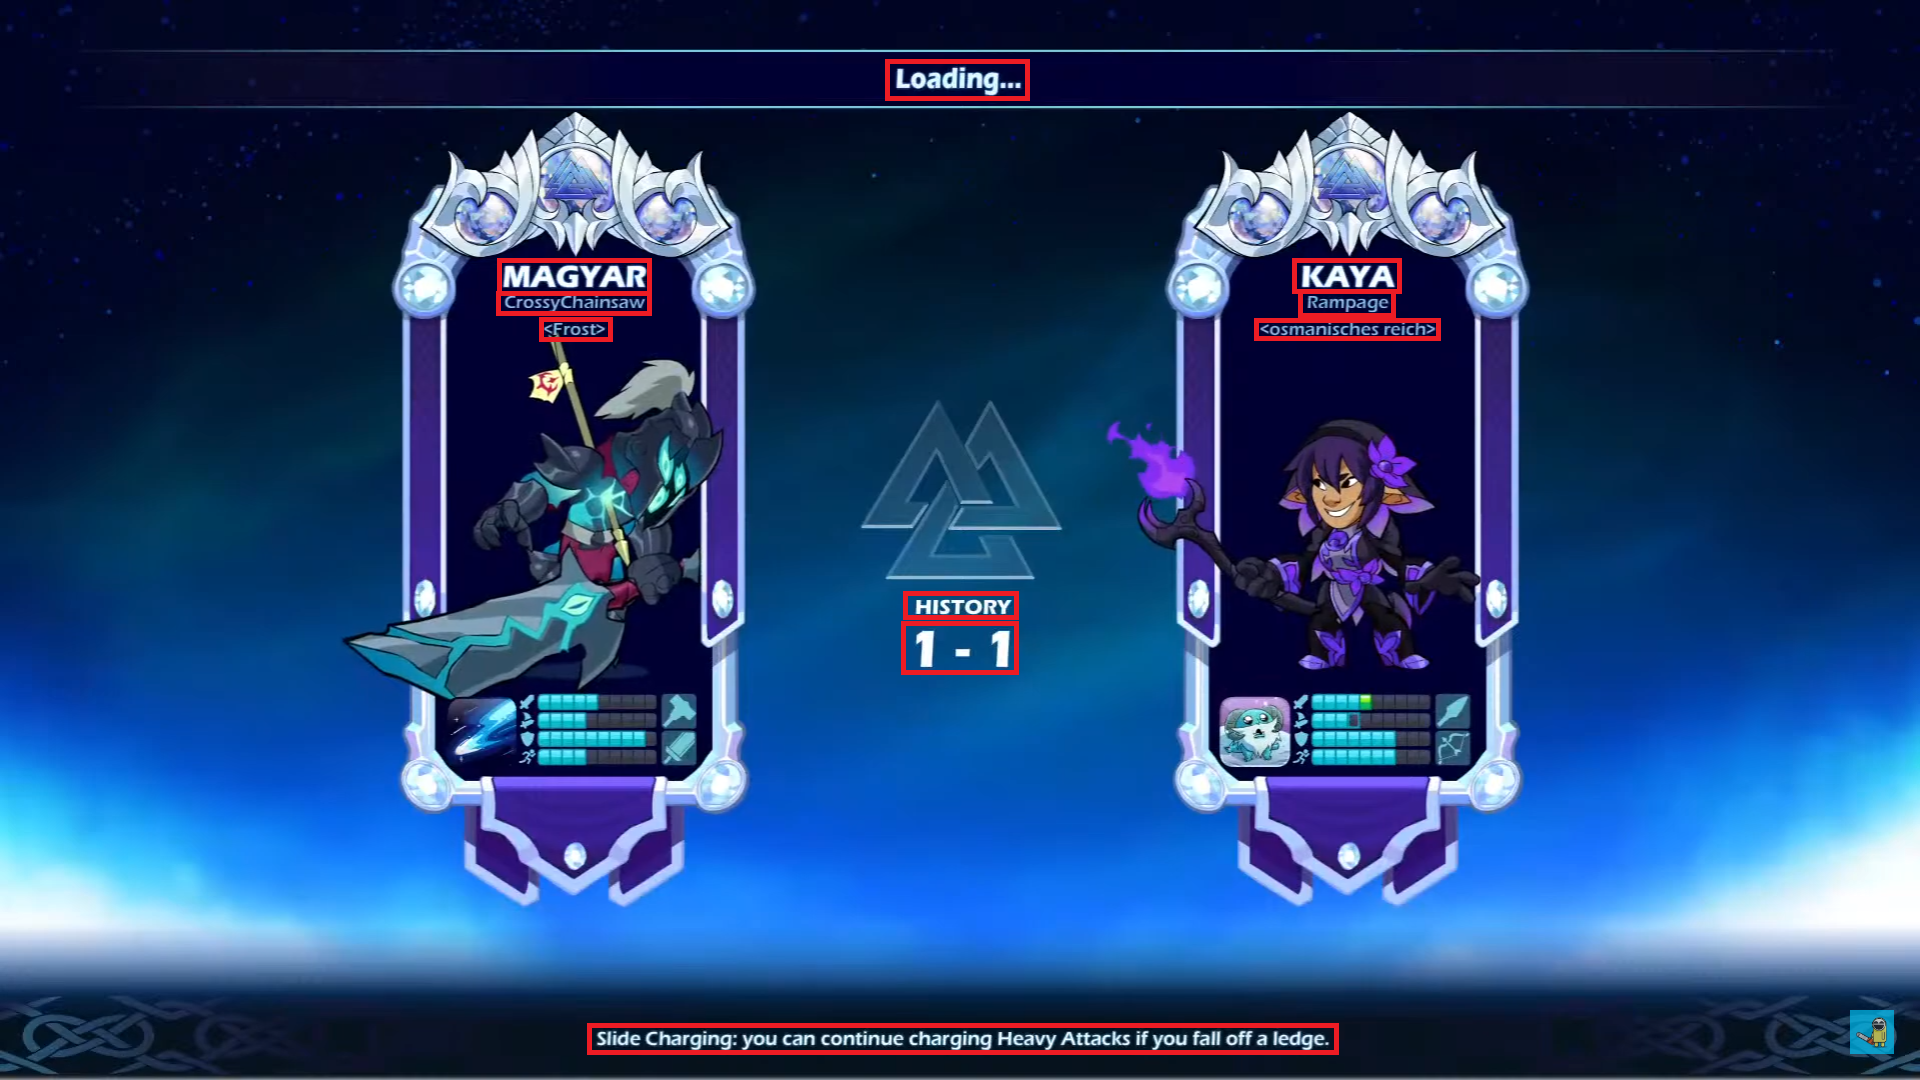 Loading...
MAGYAR
CrossyChainsaw
<Frost>
KAYA
Rampage
<osmanisches reich>
HISTORY
1 - 1
Slide Charging: you can continue charging Heavy Attacks if you fall off a ledge.